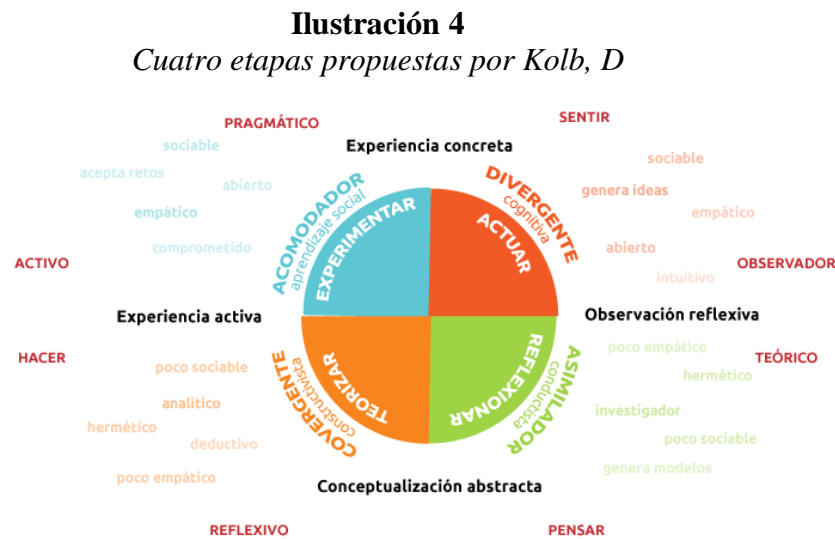 Ilustración 4
Cuatro etapas propuestas por Kolb, D
PRAGMÁTICO
SENTIR
Experiencia concreta
sociable
acepta retos
abierto
empático
comprometido
ACOMODADOR
aprendizaje social
EXPERIMENTAR
ACTUAR
DIVERGENTE
cognitiva
sociable
genera ideas
empático
abierto
intuitivo
ACTIVO
OBSERVADOR
Experiencia activa
Observación reflexiva
HACER
TEÓRICO
poco sociable
analítico
hermético
deductivo
poco empático
COVERGENTE
constructivista
TEORIZAR
REFLEXIONAR
ASIMILADOR
conductista
poco empático
hermético
investigador
poco sociable
genera modelos
Conceptualización abstracta
REFLEXIVO
PENSAR